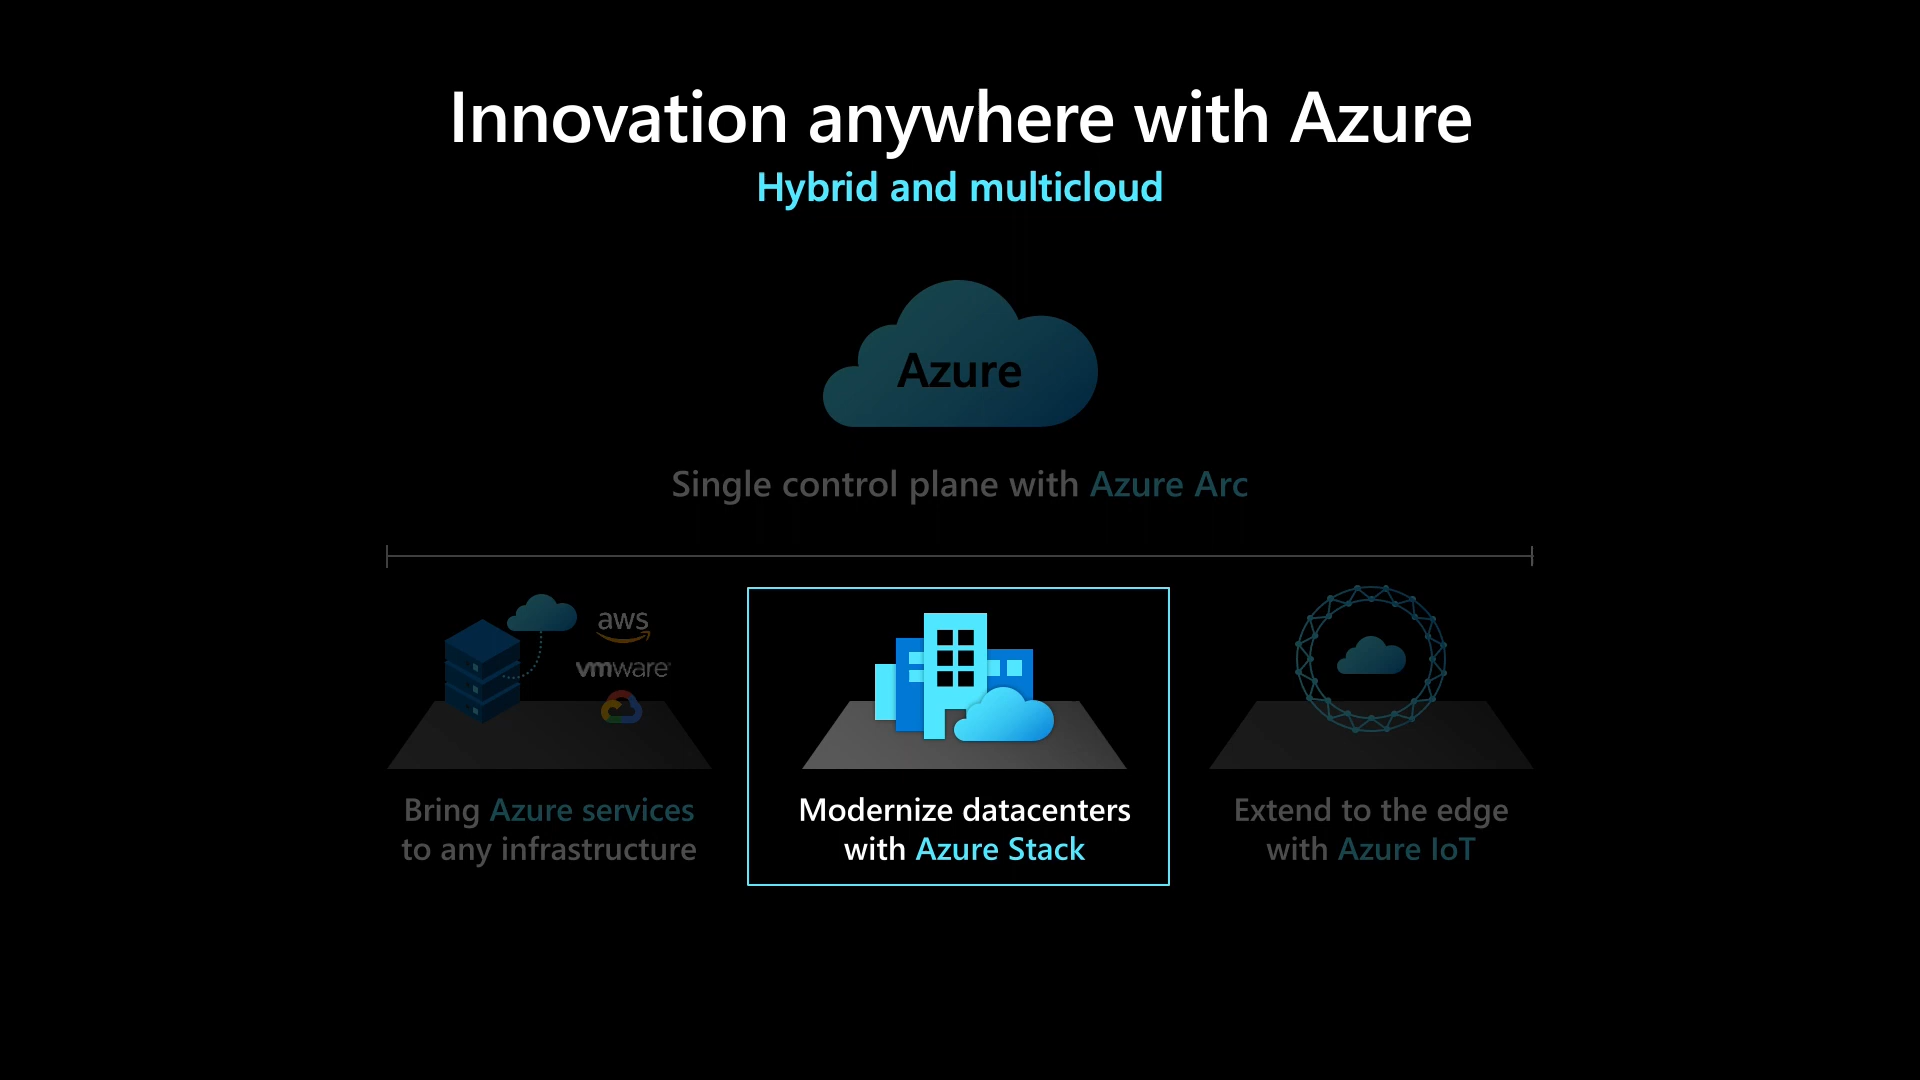 Innovation anywhere with Azure
Hybrid and multicloud
Azure
Single control plane with Azure Arc
aws
vmware
Bring Azure services
to any infrastructure
Modernize datacenters
with Azure Stack
Extend to the edge
with Azure IoT